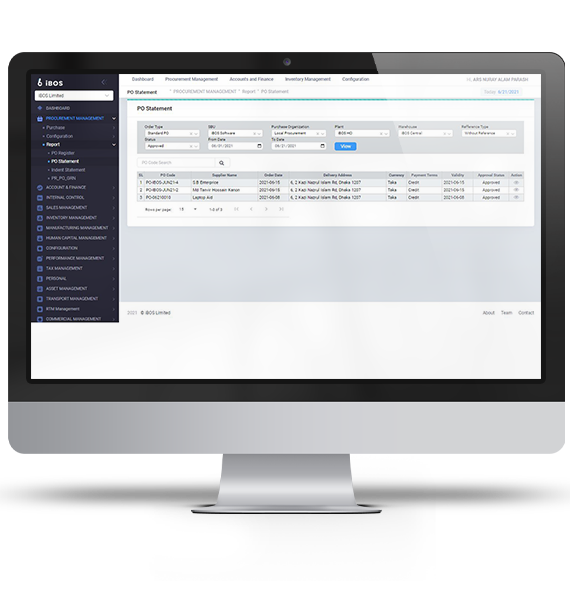 iBOS
Dashboard Procurement Management Accounts and Finance Inventory Management Configuration
iBOS Limited
PO Statement PROCUREMENT MANAGEMENT Report PO Statement
Today: 6/21/2021
DASHBOARD
PROCUREMENT MANAGEMENT
Purchase
Configuration
Report
PO Register
PO Statement
Indent Statement
PR_PO_GRN
ACCOUNT & FINANCE
INTERNAL CONTROL
SALES MANAGEMENT
INVENTORY MANAGEMENT
MANUFACTURING MANAGEMENT
HUMAN CAPITAL MANAGEMENT
CONFIGURATION
PERFORMANCE MANAGEMENT
TAX MANAGEMENT
PERSONAL
ASSET MANAGEMENT
TRANSPORT MANAGEMENT
RTM Management
COMMERCIAL MANAGEMENT
PO Statement
Order Type SBU Purchase Organization Plant Warehouse Refference Type
Standard PO iBOS Software Local Procurement iBOS HO iBOS Central Without Reference
Status From Date To Date
Approved 06/01/2021 06/21/2021 View
PO Code Search
SL PO Code Supplier Name Order Date Delivery Address Currency Payment Terms Validity Approval Status Action
1 PO-iBOS-JUN21-4 S.B Enterprice 2021-06-15 6, 2 Kazi Nazrul Islam Rd, Dhaka 1207 Taka Credit 2021-06-15 Approved
2 PO-iBOS-JUN21-2 Md Tanvir Hossain Kanon 2021-06-15 6, 2 Kazi Nazrul Islam Rd, Dhaka 1207 Taka Credit 2021-06-15 Approved
3 PO-06210010 Laptop Aid 2021-06-08 6, 2 Kazi Nazrul Islam Rd, Dhaka 1207 Taka Credit 2021-06-08 Approved
Rows per page: 15 1-3 of 3
2021 © iBOS Limited
About Team Contact